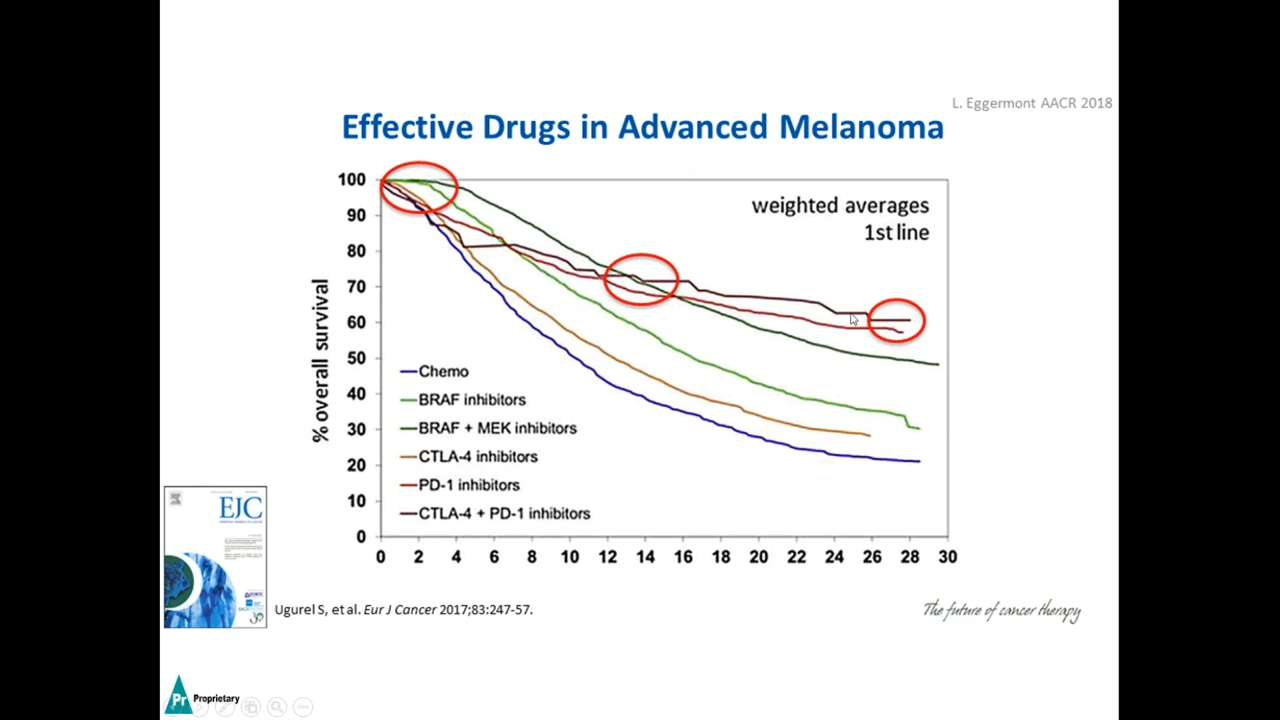 L. Eggermont AACR 2018
Effective Drugs in Advanced Melanoma
100
90
80
70
60
50
40
30
20
10
0
% overall survival
weighted averages
1st line
Chemo
BRAF inhibitors
BRAF + MEK inhibitors
CTLA-4 inhibitors
PD-1 inhibitors
CTLA-4 + PD-1 inhibitors
0 2 4 6 8 10 12 14 16 18 20 22 24 26 28 30
EJC
Ugurel S, et al. Eur J Cancer 2017;83:247-57.
The future of cancer therapy
Pr Proprietary